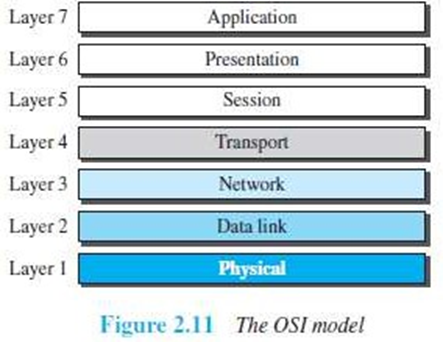 Layer 7 Application
Layer 6 Presentation
Layer 5 Session
Layer 4 Transport
Layer 3 Network
Layer 2 Data link
Layer 1 Physical
Figure 2.11 The OSI model